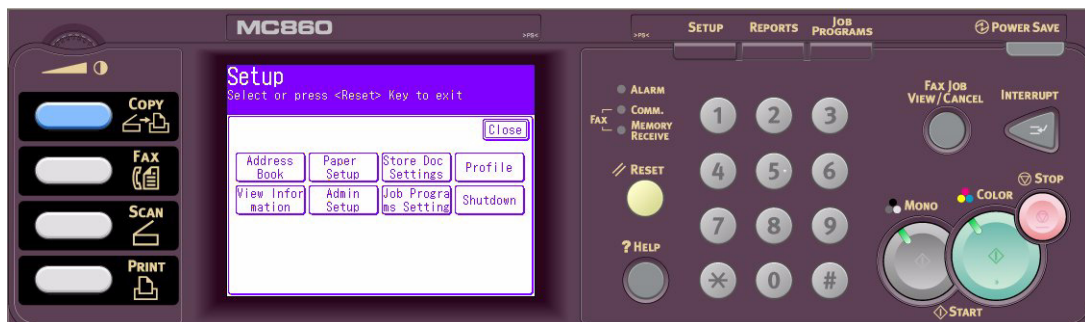 MC860
>PS<
>PS<
SETUP
REPORTS
JOB
PROGRAMS
POWER SAVE
COPY
FAX
SCAN
PRINT
Setup
Select or press <Reset> Key to exit
Close
Address
Book
Paper
Setup
Store Doc
Settings
Profile
View Infor
mation
Admin
Setup
Job Progra
ms Setting
Shutdown
ALARM
FAX
COMM.
MEMORY
RECEIVE
RESET
? HELP
1
2
3
4
5
6
7
8
9
0
#
FAX JOB
VIEW/CANCEL
INTERRUPT
STOP
MONO
COLOR
START